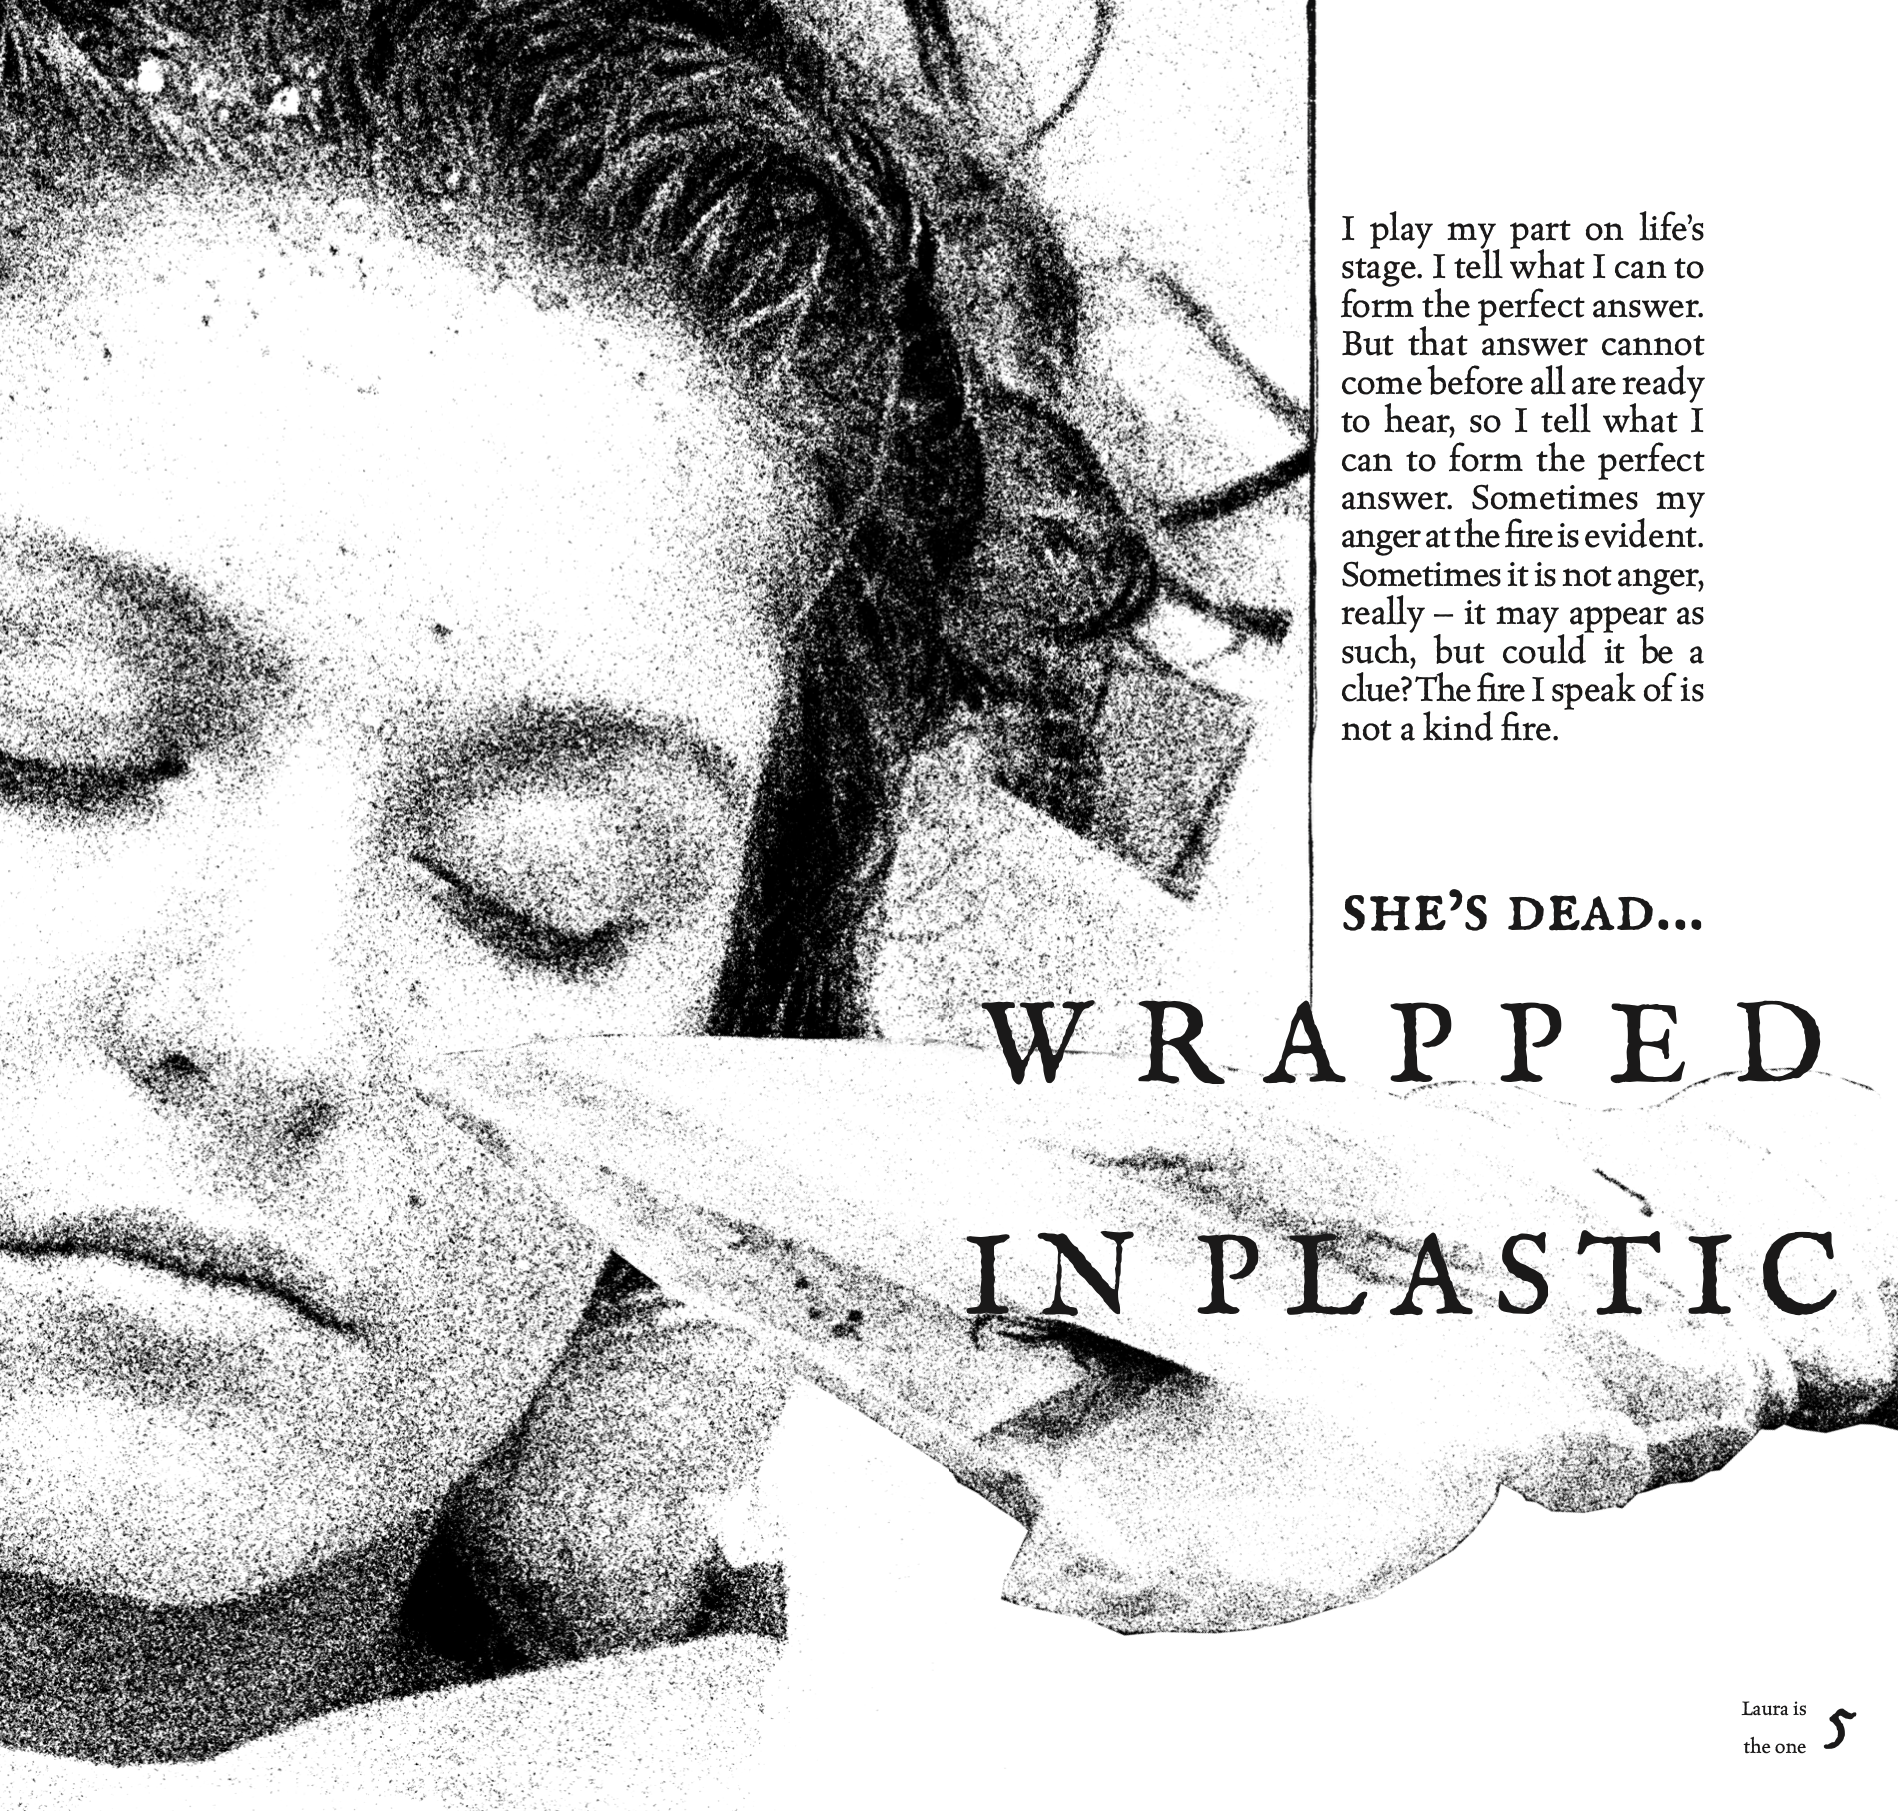 I play my part on life’s
stage. I tell what I can to
form the perfect answer.
But that answer cannot
come before all are ready
to hear, so I tell what I
can to form the perfect
answer. Sometimes my
anger at the fire is evident.
Sometimes it is not anger,
really – it may appear as
such, but could it be a
clue? The fire I speak of is
not a kind fire.
SHE’S DEAD...
WRAPPED
IN PLASTIC
Laura is
the one
5